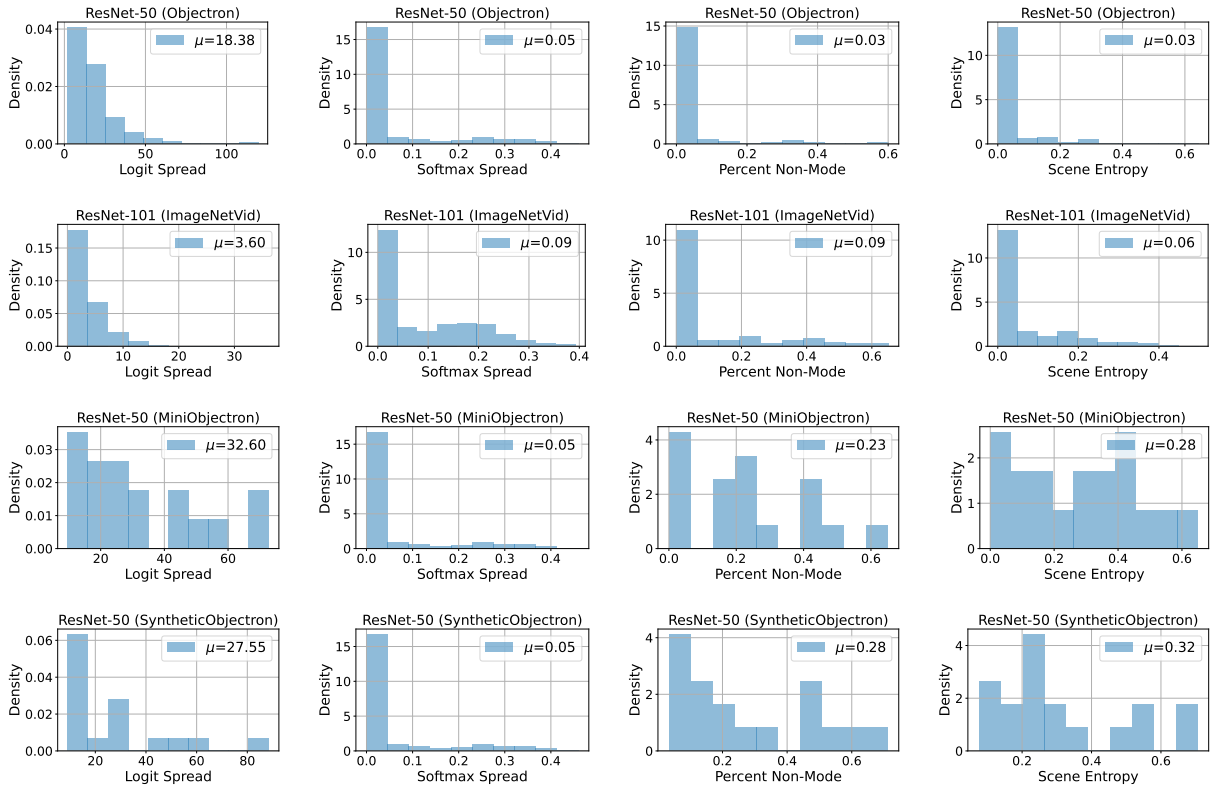 ResNet-50 (Objectron)
0.04
0.02
0.00
Density
μ=18.38
0 50 100
Logit Spread
ResNet-50 (Objectron)
15
10
5
0
Density
μ=0.05
0.0 0.1 0.2 0.3 0.4
Softmax Spread
ResNet-50 (Objectron)
15
10
5
0
Density
μ=0.03
0.0 0.2 0.4 0.6
Percent Non-Mode
ResNet-50 (Objectron)
10
5
0
Density
μ=0.03
0.0 0.2 0.4 0.6
Scene Entropy
ResNet-101 (ImageNetVid)
0.15
0.10
0.05
0.00
Density
μ=3.60
0 10 20 30
Logit Spread
ResNet-101 (ImageNetVid)
10
5
0
Density
μ=0.09
0.0 0.1 0.2 0.3 0.4
Softmax Spread
ResNet-101 (ImageNetVid)
10
5
0
Density
μ=0.09
0.0 0.2 0.4 0.6
Percent Non-Mode
ResNet-101 (ImageNetVid)
10
5
0
Density
μ=0.06
0.0 0.2 0.4
Scene Entropy
ResNet-50 (MiniObjectron)
0.03
0.02
0.01
0.00
Density
μ=32.60
20 40 60
Logit Spread
ResNet-50 (MiniObjectron)
15
10
5
0
Density
μ=0.05
0.0 0.1 0.2 0.3 0.4
Softmax Spread
ResNet-50 (MiniObjectron)
4
2
0
Density
μ=0.23
0.0 0.2 0.4 0.6
Percent Non-Mode
ResNet-50 (MiniObjectron)
2
1
0
Density
μ=0.28
0.0 0.2 0.4 0.6
Scene Entropy
ResNet-50 (SyntheticObjectron)
0.06
0.04
0.02
0.00
Density
μ=27.55
20 40 60 80
Logit Spread
ResNet-50 (SyntheticObjectron)
15
10
5
0
Density
μ=0.05
0.0 0.1 0.2 0.3 0.4
Softmax Spread
ResNet-50 (SyntheticObjectron)
4
2
0
Density
μ=0.28
0.2 0.4 0.6
Percent Non-Mode
ResNet-50 (SyntheticObjectron)
4
2
0
Density
μ=0.32
0.2 0.4 0.6
Scene Entropy